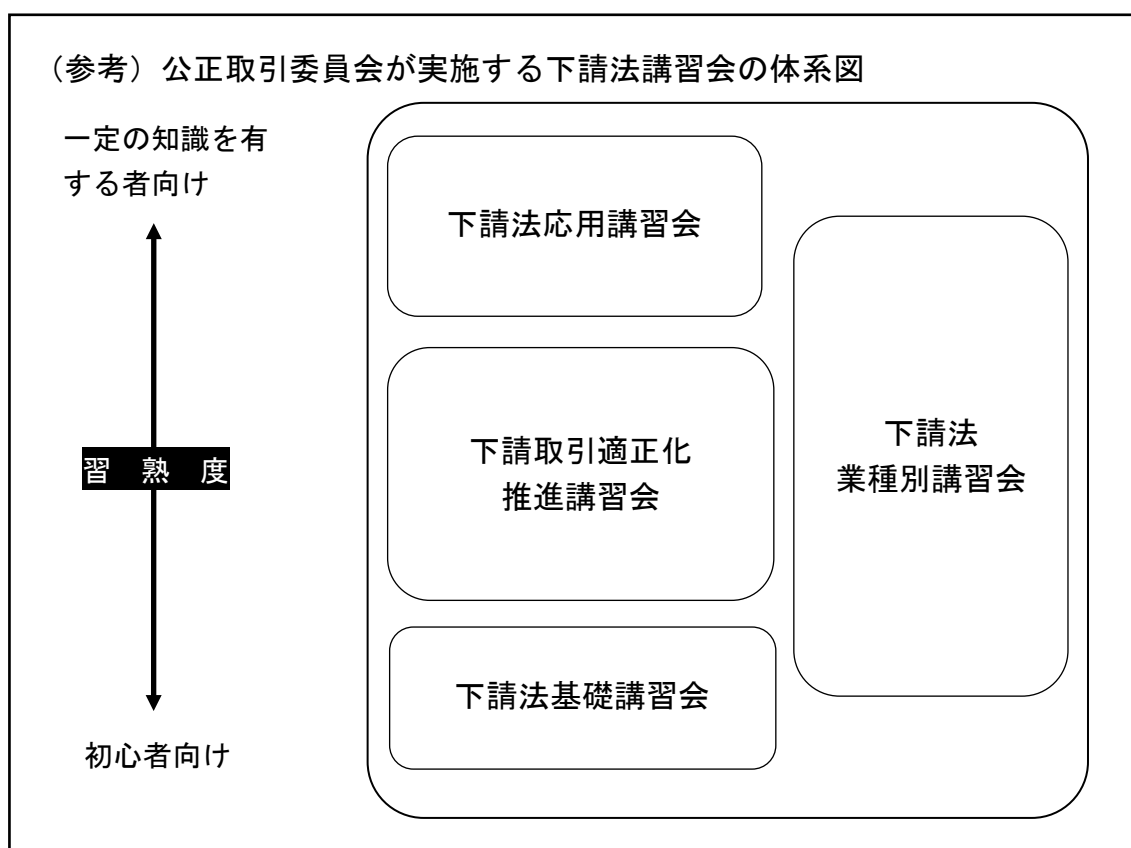 （参考）公正取引委員会が実施する下請法講習会の体系図
一定の知識を有
する者向け
習　熟　度
初心者向け
下請法応用講習会
下請取引適正化
推進講習会
下請法基礎講習会
下請法
業種別講習会